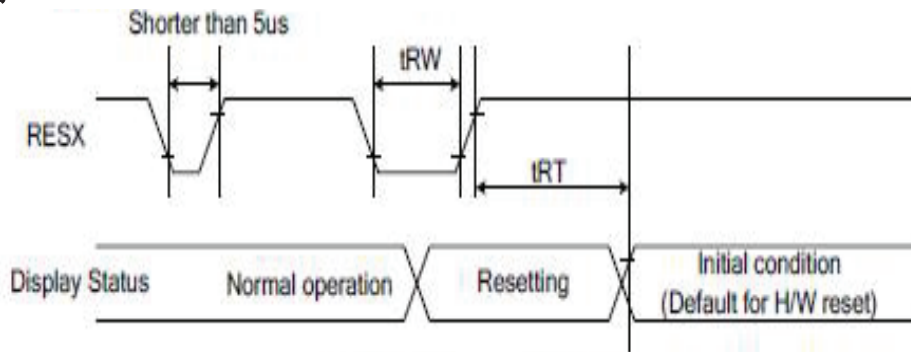 Shorter than 5us
tRW
RESX
tRT
Display Status
Normal operation
Resetting
Initial condition
(Default for H/W reset)